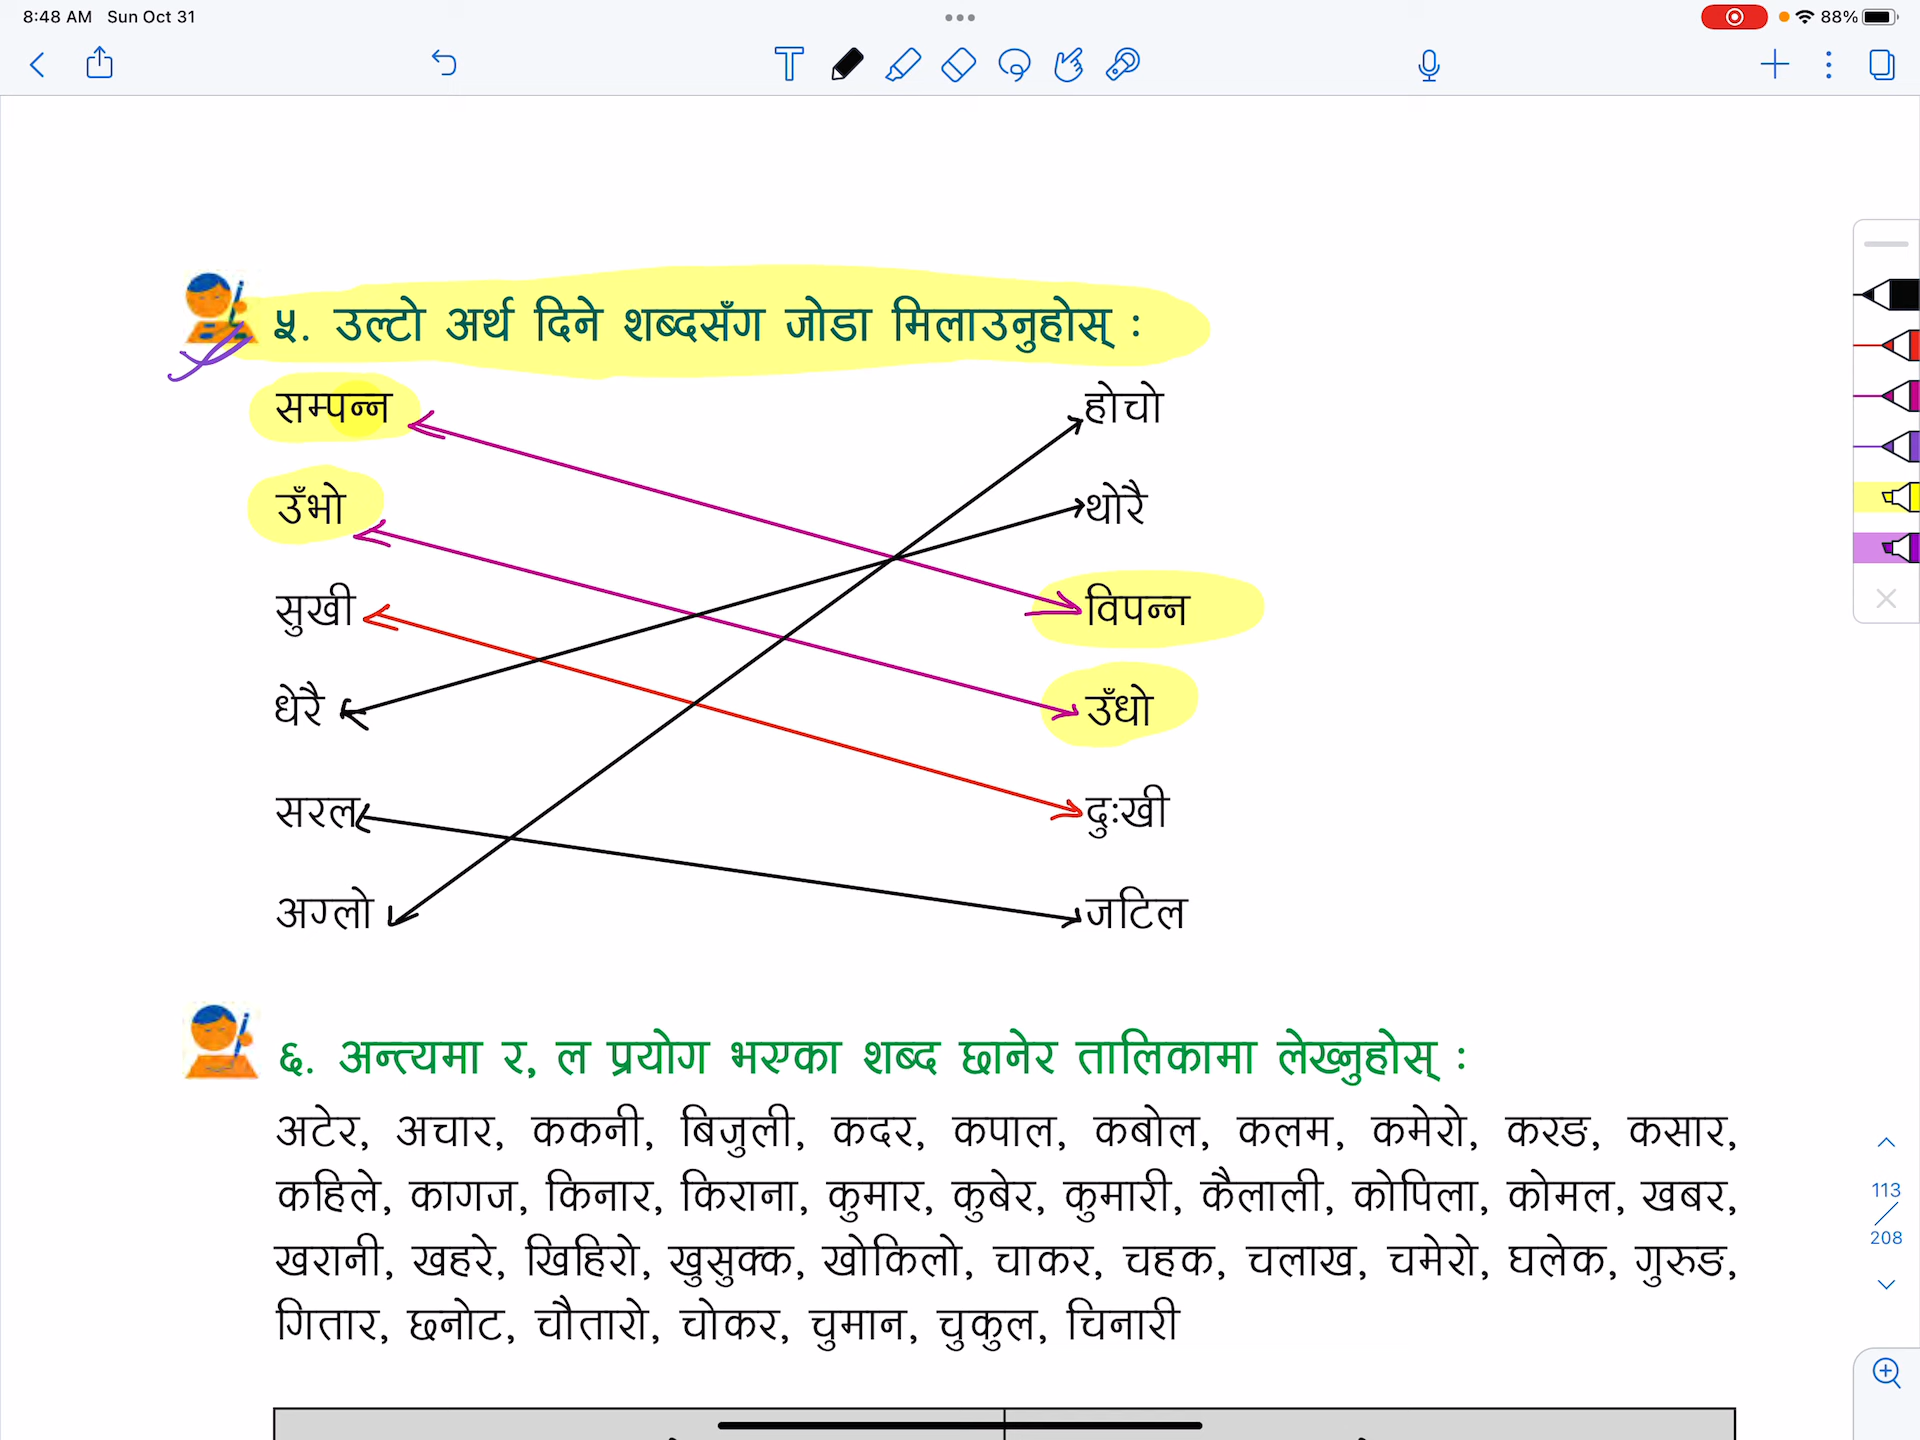 8:48 AM Sun Oct 31
88%
५. उल्टो अर्थ दिने शब्दसँग जोडा मिलाउनुहोस् :
सम्पन्न होचो
उँभो थोरै
सुखी विपन्न
धेरै उँधो
सरल दुःखी
अग्लो जटिल
६. अन्त्यमा र, ल प्रयोग भएका शब्द छानेर तालिकामा लेख्नुहोस् :
अटेर, अचार, ककनी, बिजुली, कदर, कपाल, कबोल, कलम, कमेरो, करङ, कसार,
कहिले, कागज, किनार, किराना, कुमार, कुबेर, कुमारी, कैलाली, कोपिला, कोमल, खबर,
खरानी, खहरे, खिहिरो, खुसुक्क, खोकिलो, चाकर, चहक, चलाख, चमेरो, घलेक, गुरुङ,
गितार, छनोट, चौतारो, चोकर, चुमान, चुकुल, चिनारी
113
208